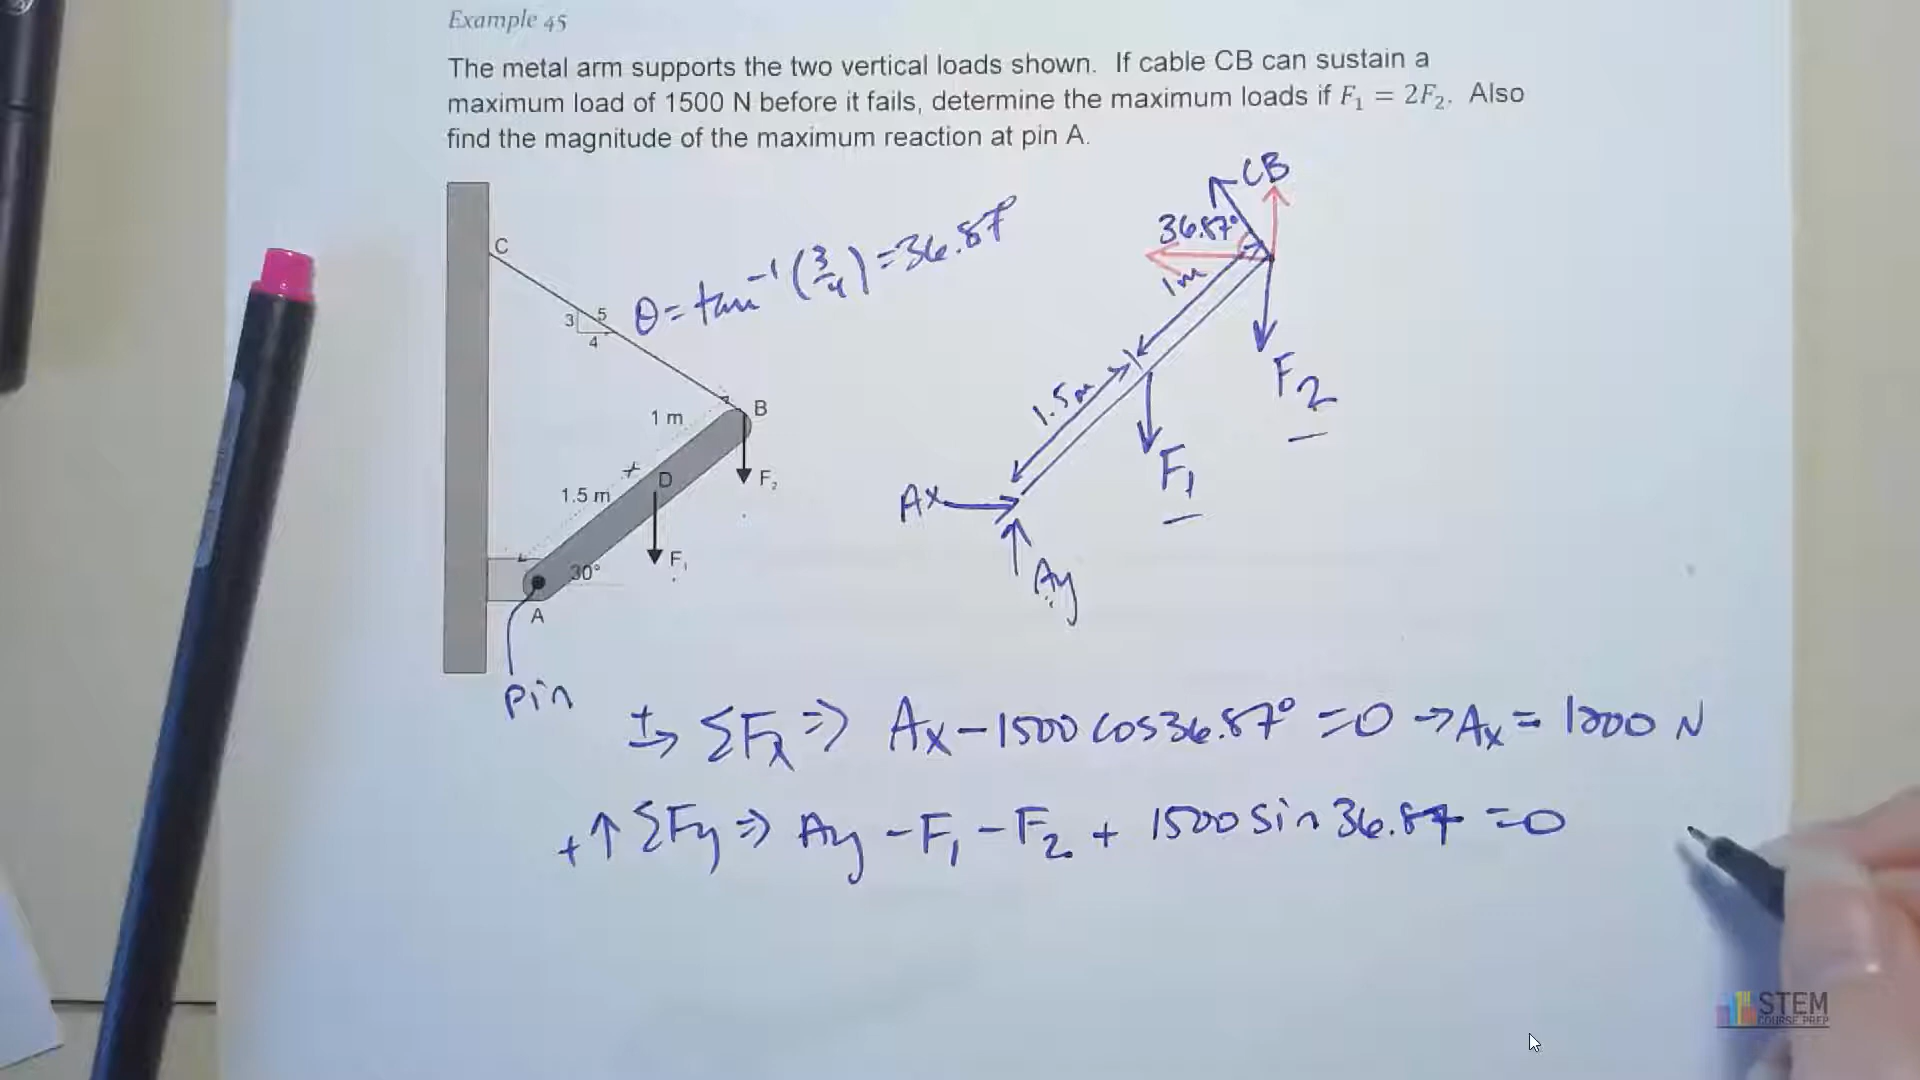 Example 45
The metal arm supports the two vertical loads shown. If cable CB can sustain a
maximum load of 1500 N before it fails, determine the maximum loads if F₁ = 2F₂. Also
find the magnitude of the maximum reaction at pin A.
CB
36.87°
1m
1.5m
F₂
F₁
Ax
Ay
θ = tan⁻¹(3/4) = 36.87
C
3
5
4
1 m
B
D
1.5 m
F₂
F₁
30°
A
pin
+→ ΣFx ⇒ Ax − 1500 cos 36.87° = 0 → Ax = 1200 N
+↑ ΣFy ⇒ Ay − F₁ − F₂ + 1500 sin 36.87 = 0
STEM
COURSE PREP